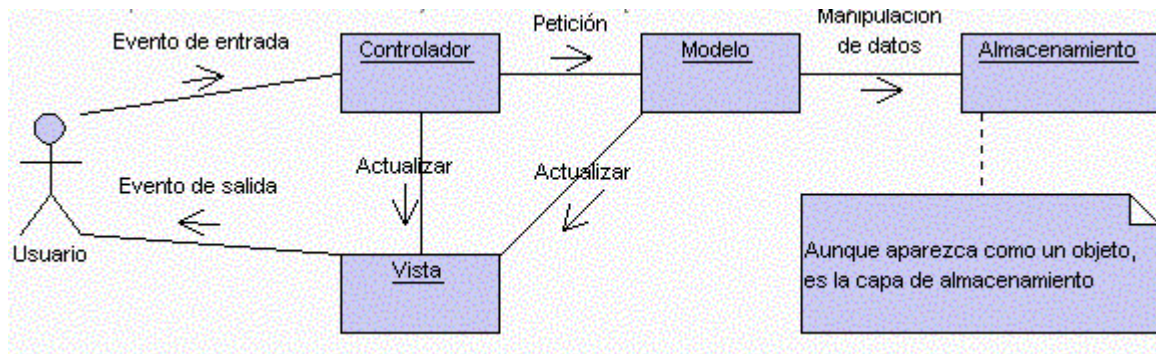 Evento de entrada
Controlador
Petición
Modelo
Manipulación
de datos
Almacenamiento
Actualizar
Actualizar
Evento de salida
Usuario
Vista
Aunque aparezca como un objeto,
es la capa de almacenamiento